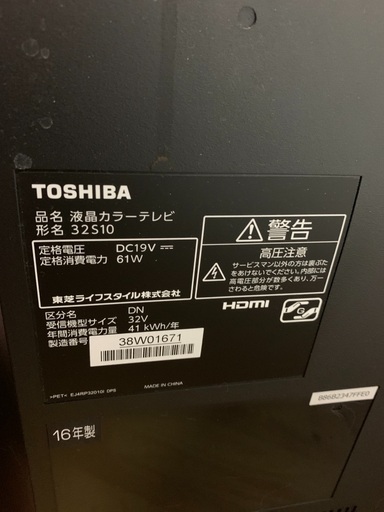 TOSHIBA
品名 液晶カラーテレビ
形名 32S10
定格電圧 DC19V ⎓
定格消費電力 61W
東芝ライフスタイル株式会社
区分名 DN
受信機型サイズ 32V
年間消費電力量 41 kWh/年
製造番号 38W01671
警告
高圧注意
サービスマン以外の方は裏ぶたを
あけないでください。内部には
高電圧部分が数多くあり、万一
さわると危険です。
HDMI
MADE IN CHINA
16年製